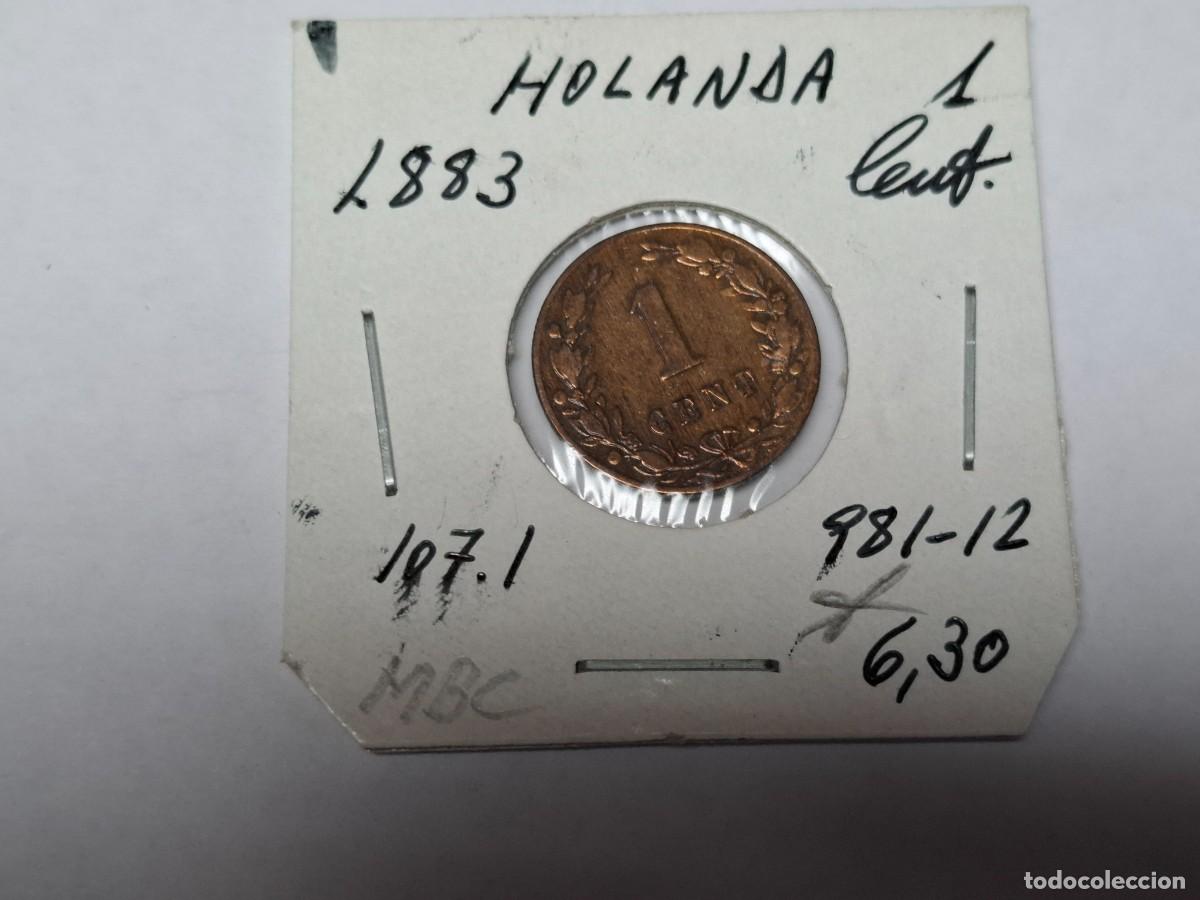 HOLANDA 1
1883 Cent.
1
CENT
107.1 981-12
6,30
MBC
todocoleccion